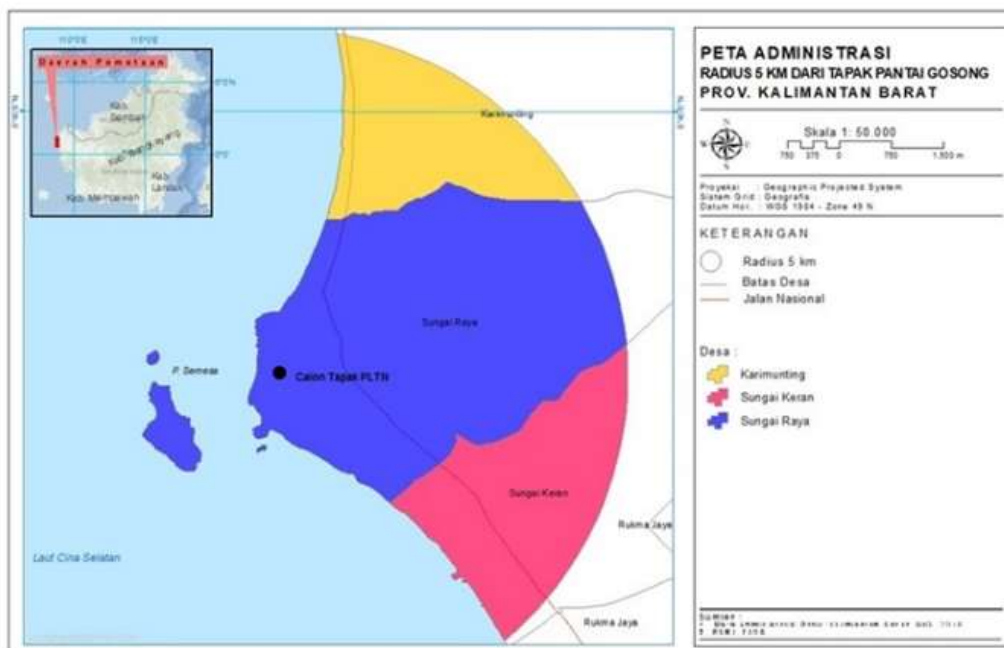 PETA ADMINISTRASI
RADIUS 5 KM DARI TAPAK PANTAI GOSONG
PROV. KALIMANTAN BARAT
N
W
Skala 1: 50.000
750 375 0 750 1.500 m
Proyeksi : Geographic Projected System
Sistem Grid : Geografis
Datum Hor. : WGS 1984 - Zone 49 N
KETERANGAN
Radius 5 km
Batas Desa
Jalan Nasional
Desa :
Karimunting
Sungai Keran
Sungai Raya
Sumber :
Daerah Pemetaan
Kab.
Sambas
Kab.
Landak
Kab. Mempawah
0°0'
Karimunting
Sungai Raya
P. Semesa
Calon Tapak PLTN
Sungai Keran
Rukma Jaya
Laut Cina Selatan
Rukma Jaya